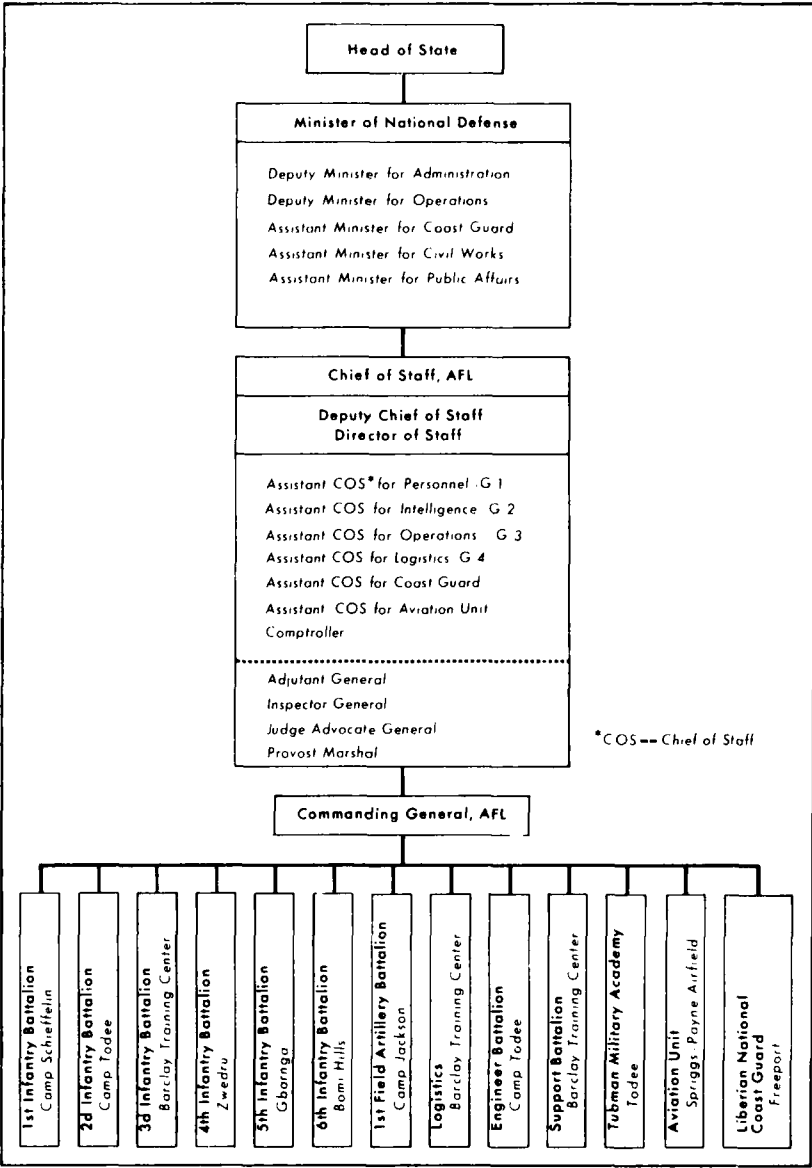 Head of State
Minister of National Defense
Deputy Minister for Administration
Deputy Minister for Operations
Assistant Minister for Coast Guard
Assistant Minister for Civil Works
Assistant Minister for Public Affairs
Chief of Staff, AFL
Deputy Chief of Staff
Director of Staff
Assistant COS* for Personnel G 1
Assistant COS for Intelligence G 2
Assistant COS for Operations G 3
Assistant COS for Logistics G 4
Assistant COS for Coast Guard
Assistant COS for Aviation Unit
Comptroller
Adjutant General
Inspector General
Judge Advocate General
Provost Marshal
*COS -- Chief of Staff
Commanding General, AFL
1st Infantry Battalion
Camp Schieffelin
2d Infantry Battalion
Camp Todee
3d Infantry Battalion
Barclay Training Center
4th Infantry Battalion
Zwedru
5th Infantry Battalion
Gbarnga
6th Infantry Battalion
Bomi Hills
1st Field Artillery Battalion
Camp Jackson
Logistics
Barclay Training Center
Engineer Battalion
Camp Todee
Support Battalion
Barclay Training Center
Tubman Military Academy
Todee
Aviation Unit
Spriggs-Payne Airfield
Liberian National
Coast Guard
Freeport